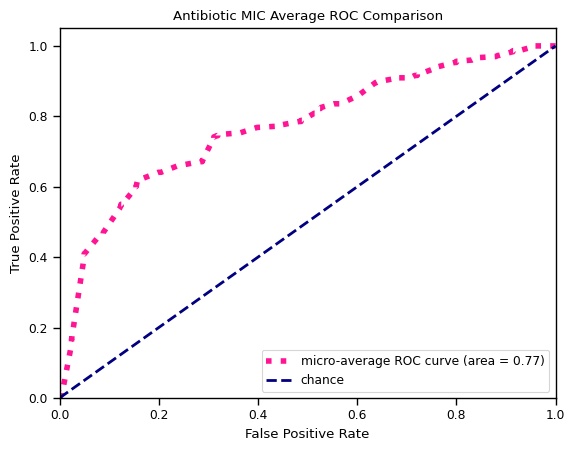 Antibiotic MIC Average ROC Comparison
True Positive Rate
1.0
0.8
0.6
0.4
0.2
0.0
micro-average ROC curve (area = 0.77)
chance
0.0 0.2 0.4 0.6 0.8 1.0
False Positive Rate